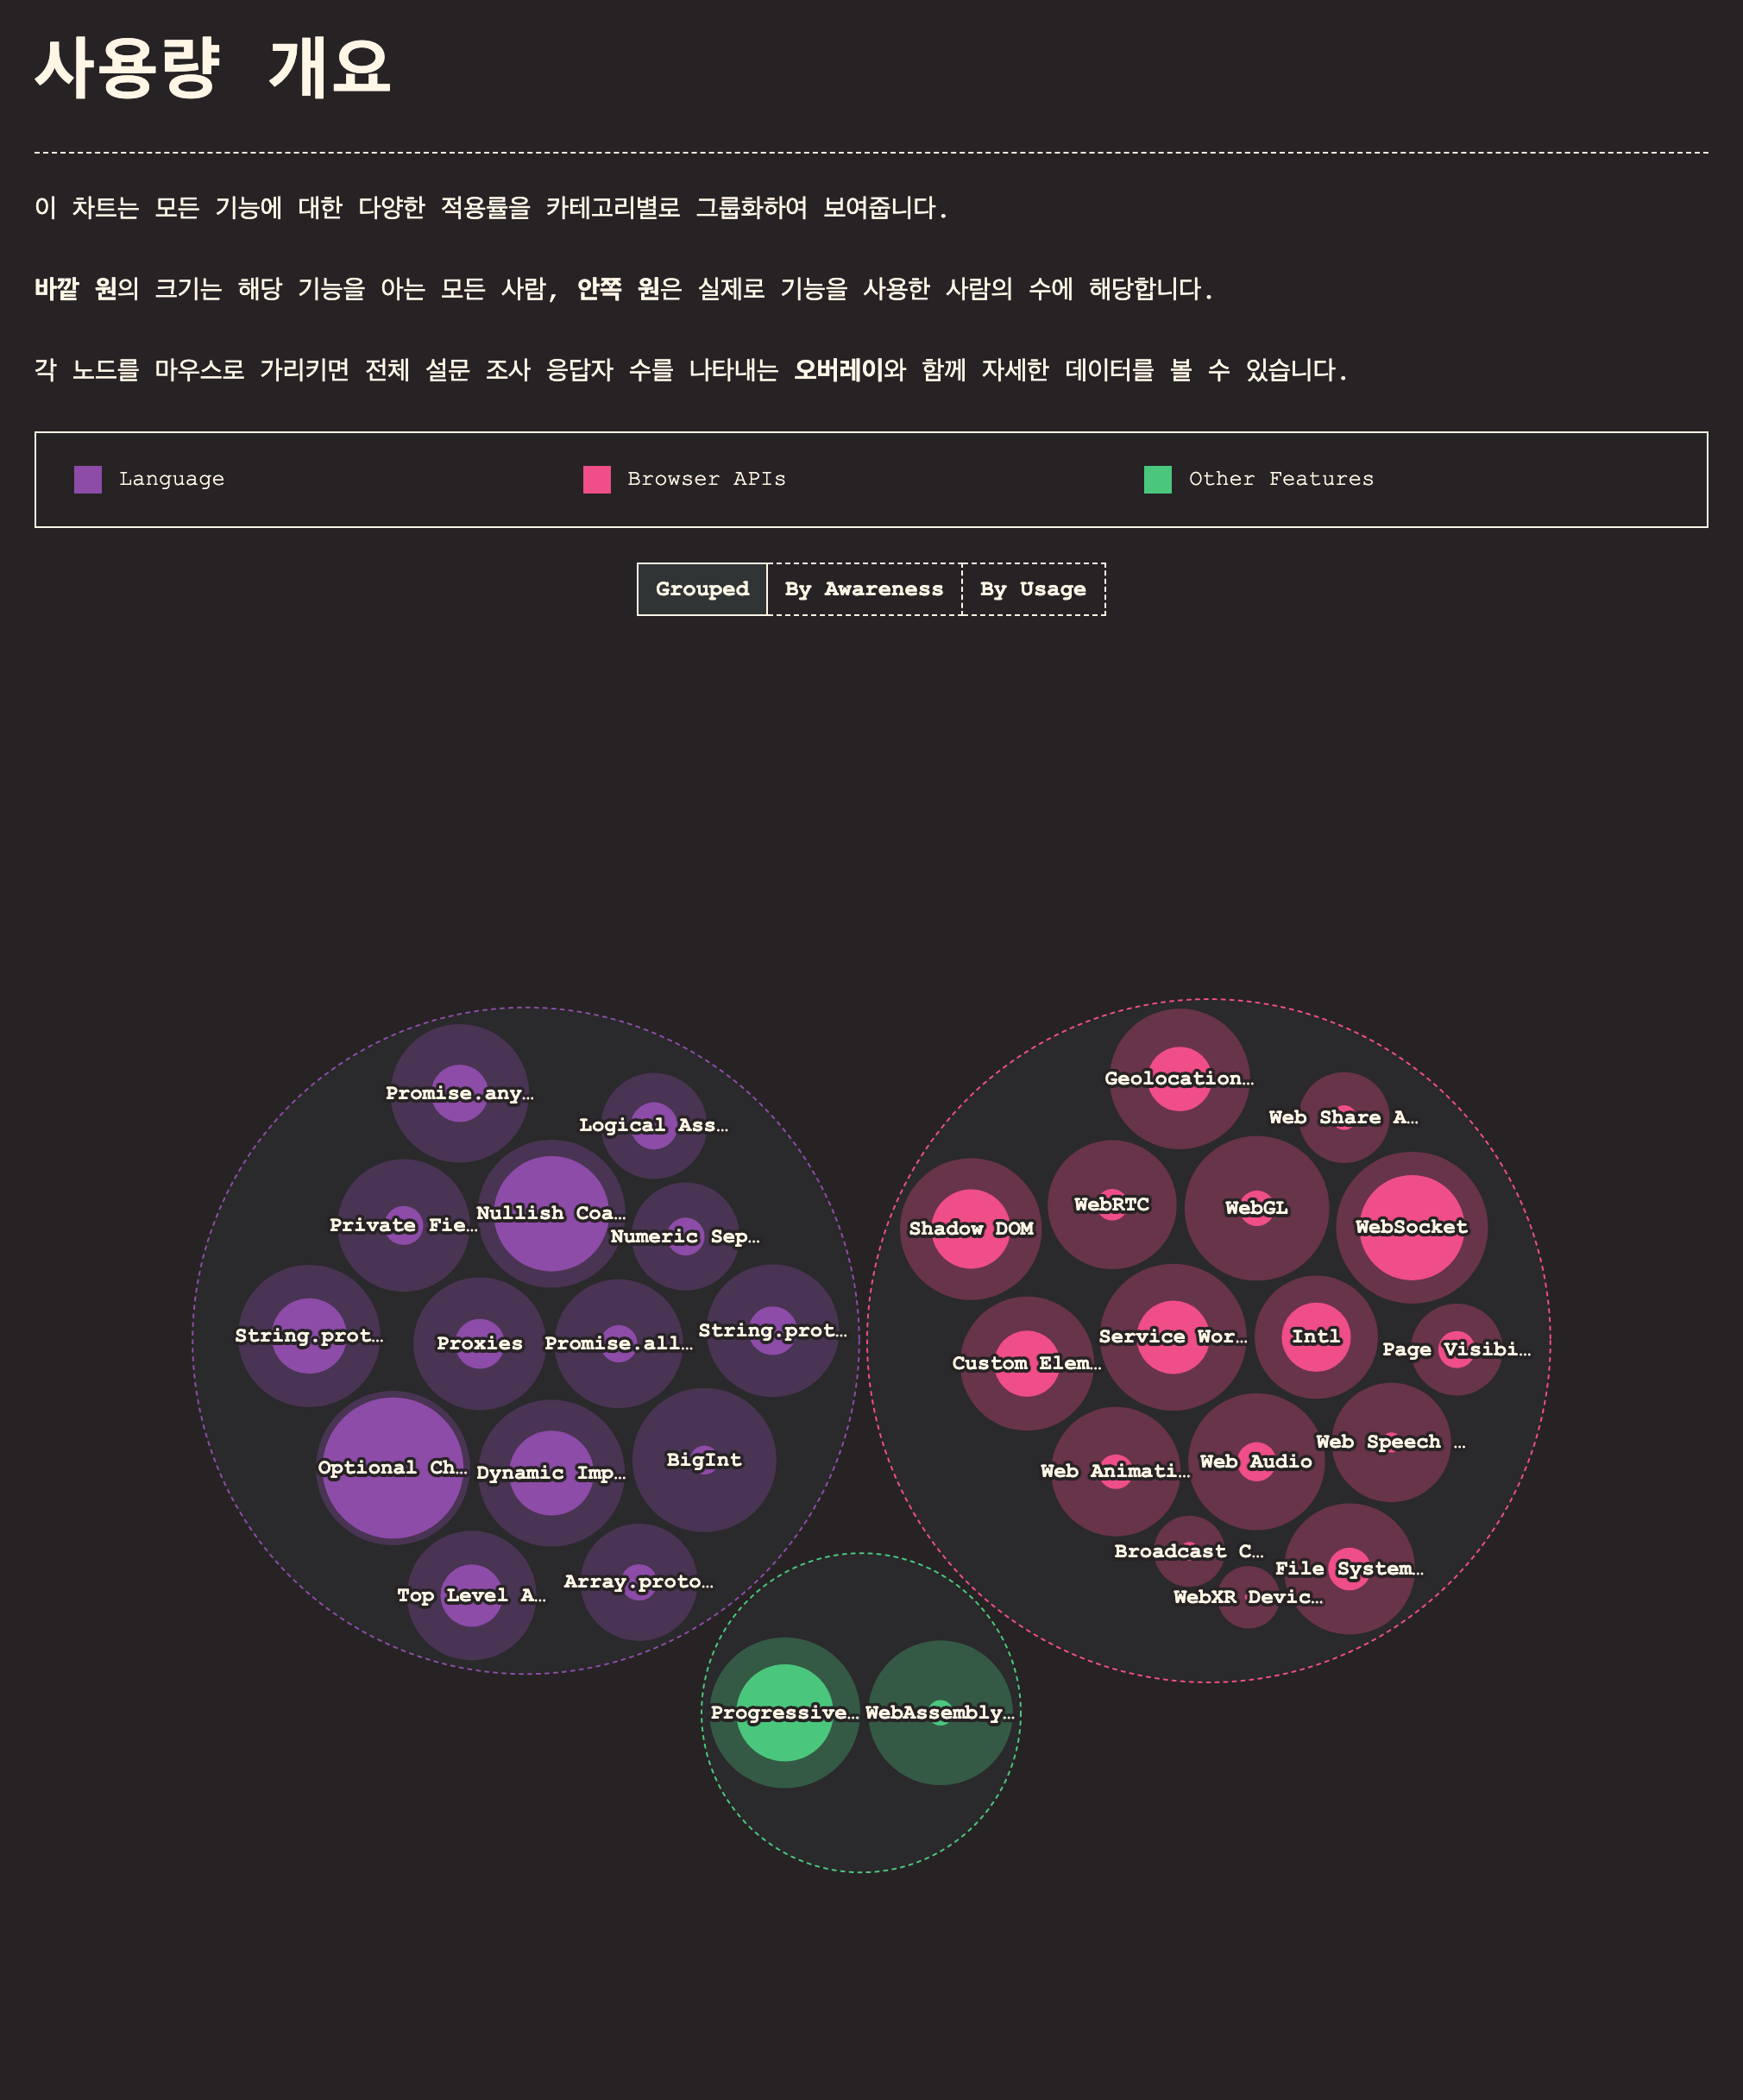 사용량 개요
이 차트는 모든 기능에 대한 다양한 적용률을 카테고리별로 그룹화하여 보여줍니다.
바깥 원의 크기는 해당 기능을 아는 모든 사람, 안쪽 원은 실제로 기능을 사용한 사람의 수에 해당합니다.
각 노드를 마우스로 가리키면 전체 설문 조사 응답자 수를 나타내는 오버레이와 함께 자세한 데이터를 볼 수 있습니다.
Language
Browser APIs
Other Features
Grouped
By Awareness
By Usage
Promise.any…
Logical Ass…
Private Fie…
Nullish Coa…
Numeric Sep…
String.prot…
Proxies
Promise.all…
String.prot…
Optional Ch…
Dynamic Imp…
BigInt
Top Level A…
Array.proto…
Geolocation…
Web Share A…
Shadow DOM
WebRTC
WebGL
WebSocket
Custom Elem…
Service Wor…
Intl
Page Visibi…
Web Animati…
Web Audio
Web Speech …
Broadcast C…
File System…
WebXR Devic…
Progressive…
WebAssembly…